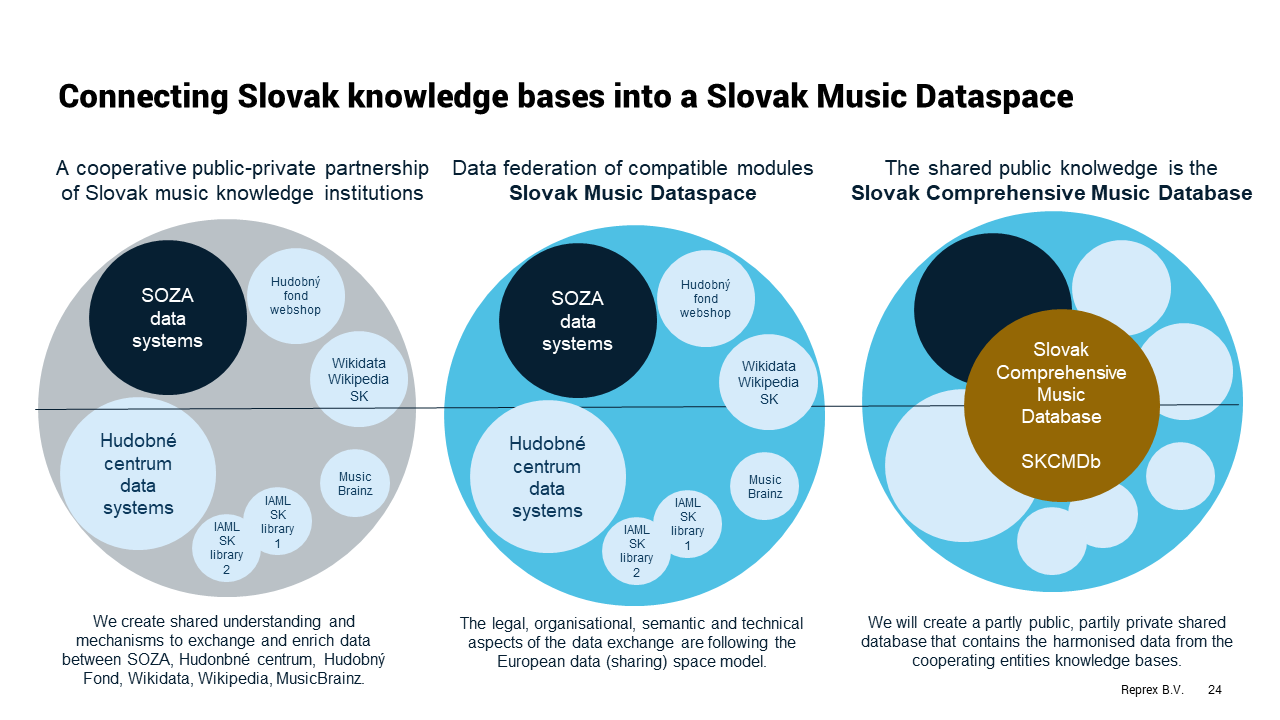 Connecting Slovak knowledge bases into a Slovak Music Dataspace
A cooperative public-private partnership
of Slovak music knowledge institutions
SOZA
data
systems
Hudobný
fond
webshop
Wikidata
Wikipedia
SK
Hudobné
centrum
data
systems
Music
Brainz
IAML
SK
library
1
IAML
SK
library
2
We create shared understanding and
mechanisms to exchange and enrich data
between SOZA, Hudonbné centrum, Hudobný
Fond, Wikidata, Wikipedia, MusicBrainz.
Data federation of compatible modules
Slovak Music Dataspace
SOZA
data
systems
Hudobný
fond
webshop
Wikidata
Wikipedia
SK
Hudobné
centrum
data
systems
Music
Brainz
IAML
SK
library
1
IAML
SK
library
2
The legal, organisational, semantic and technical
aspects of the data exchange are following the
European data (sharing) space model.
The shared public knolwedge is the
Slovak Comprehensive Music Database
Slovak
Comprehensive
Music
Database
SKCMDb
We will create a partly public, partily private shared
database that contains the harmonised data from the
cooperating entities knowledge bases.
Reprex B.V. 24